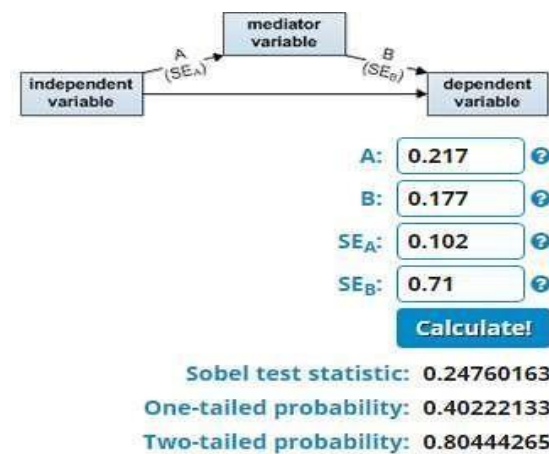 mediator
variable
A
(SEA)
B
(SEB)
independent
variable
dependent
variable
A: 0.217 ?
B: 0.177 ?
SEA: 0.102 ?
SEB: 0.71 ?
Calculate!
Sobel test statistic: 0.24760163
One-tailed probability: 0.40222133
Two-tailed probability: 0.80444265